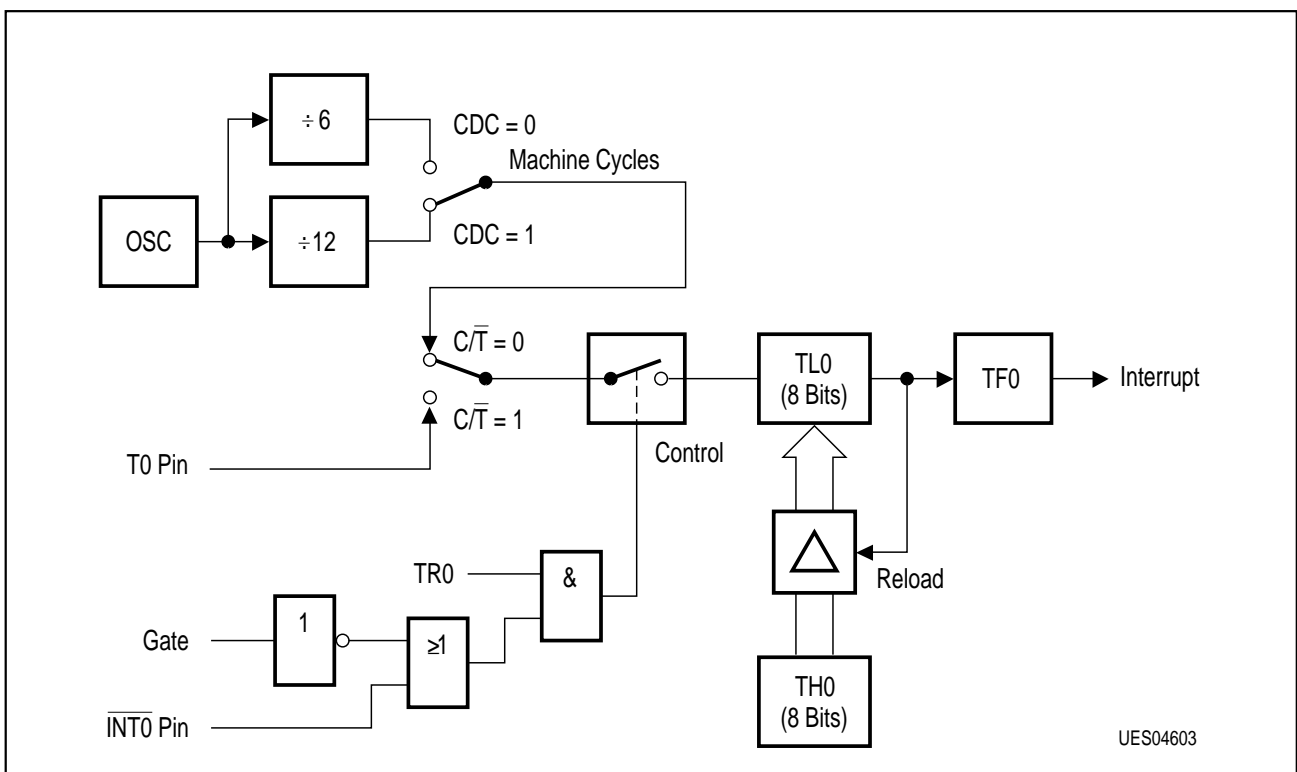 ÷ 6
CDC = 0
Machine Cycles
OSC
÷ 12
CDC = 1
C/T̅ = 0
C/T̅ = 1
T0 Pin
Control
TL0
(8 Bits)
TF0
Interrupt
Reload
TR0
&
Gate
1
≥1
I̅N̅T̅0̅ Pin
TH0
(8 Bits)
UES04603